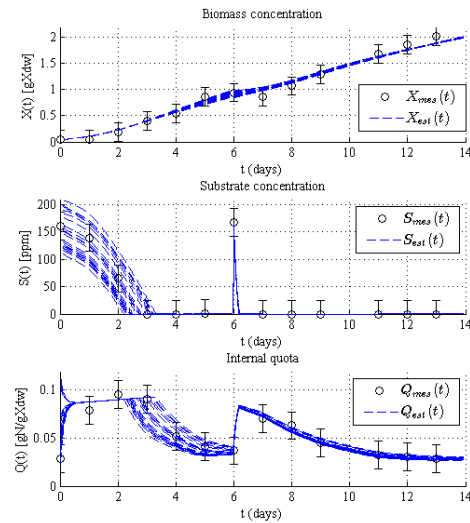 Biomass concentration
X(t) [gXdw]
2
1.5
1
0.5
0
0 2 4 6 8 10 12 14
t (days)
X_mes(t)
X_est(t)
Substrate concentration
S(t) [ppm]
200
150
100
50
0
0 2 4 6 8 10 12 14
t (days)
S_mes(t)
S_est(t)
Internal quota
Q(t) [gN/gXdw]
0.1
0.05
0
0 2 4 6 8 10 12 14
t (days)
Q_mes(t)
Q_est(t)